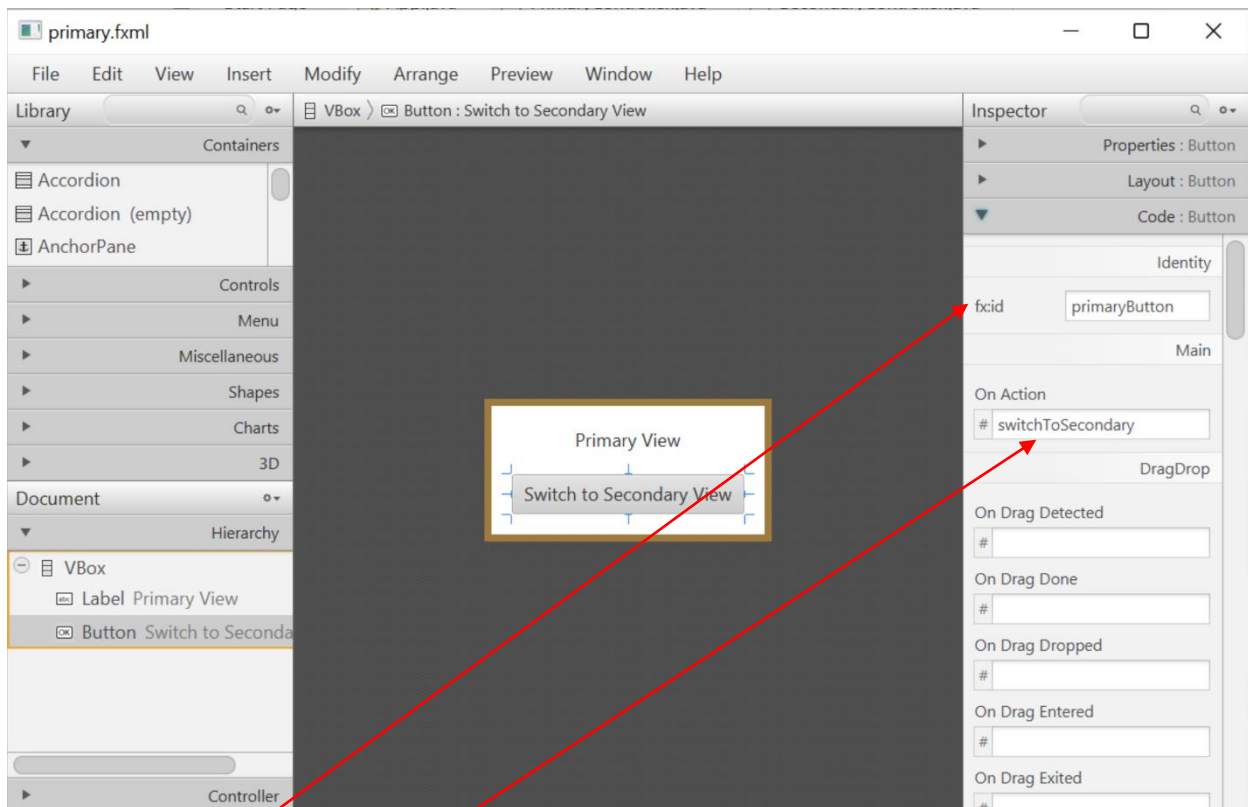 primary.fxml
File Edit View Insert Modify Arrange Preview Window Help
Library
VBox Button : Switch to Secondary View
Inspector
Containers
Accordion
Accordion (empty)
AnchorPane
Controls
Menu
Miscellaneous
Shapes
Charts
3D
Document
Hierarchy
VBox
Label Primary View
Button Switch to Seconda
Controller
Primary View
Switch to Secondary View
Properties : Button
Layout : Button
Code : Button
Identity
fx:id primaryButton
Main
On Action
# switchToSecondary
DragDrop
On Drag Detected
#
On Drag Done
#
On Drag Dropped
#
On Drag Entered
#
On Drag Exited
#